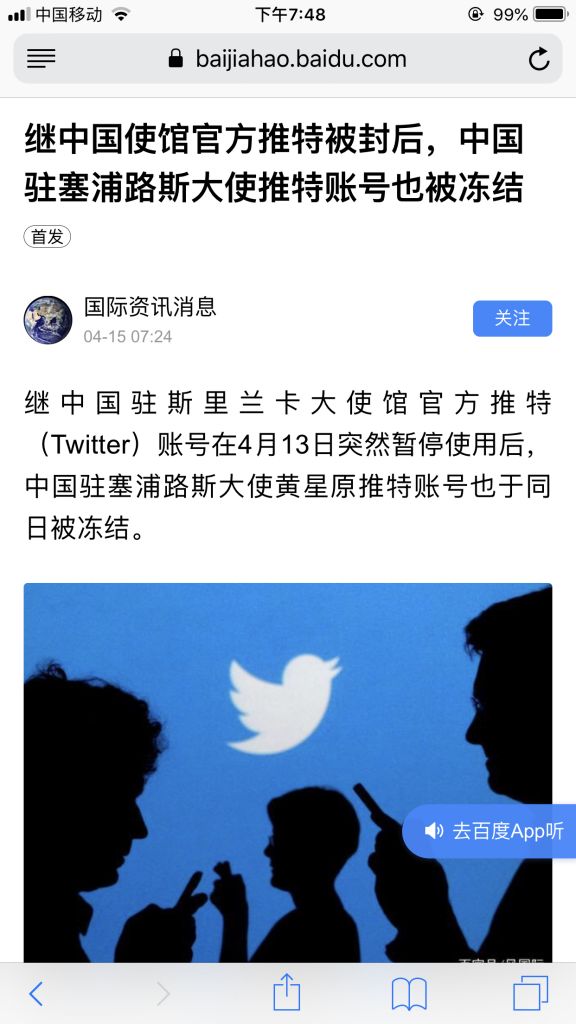 中国移动
下午7:48
99%
baijiahao.baidu.com
继中国使馆官方推特被封后，中国
驻塞浦路斯大使推特账号也被冻结
首发
国际资讯消息
04-15 07:24
关注
继中国驻斯里兰卡大使馆官方推特
（Twitter）账号在4月13日突然暂停使用后，
中国驻塞浦路斯大使黄星原推特账号也于同
日被冻结。
去百度App听